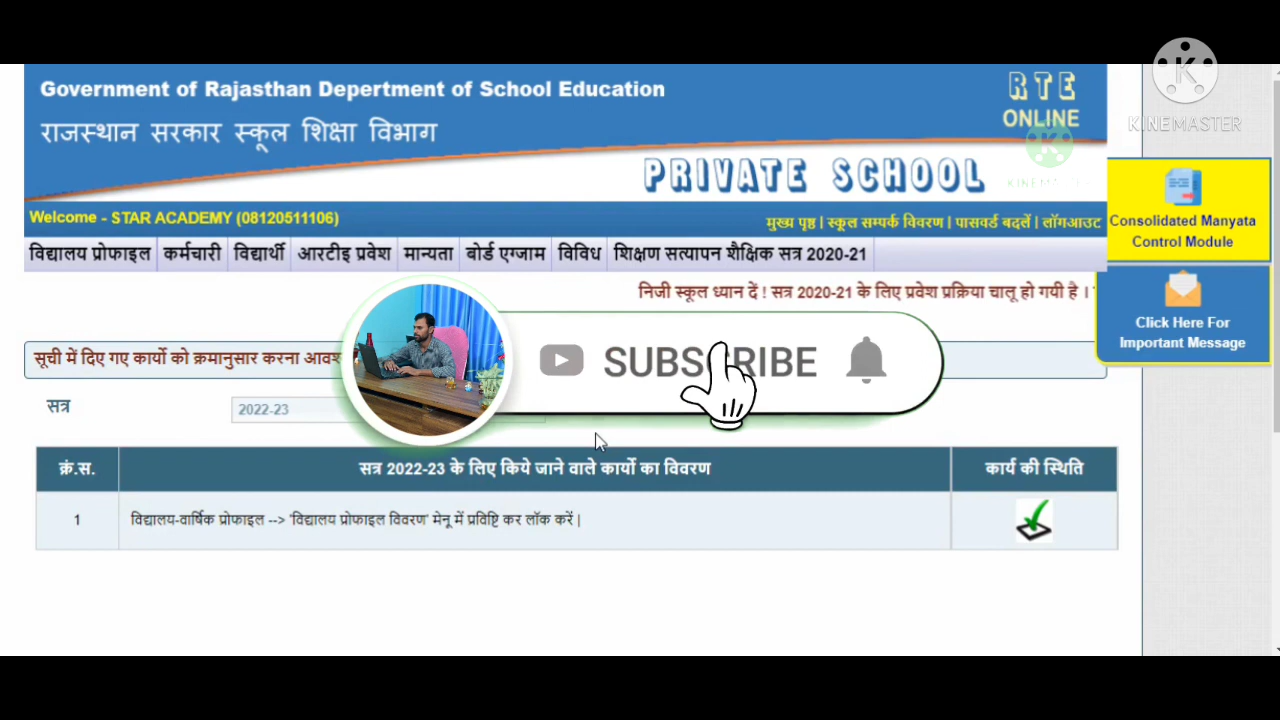 KINEMASTER
Government of Rajasthan Depertment of School Education
राजस्थान सरकार स्कूल शिक्षा विभाग
RTE
ONLINE
PRIVATE SCHOOL
Welcome - STAR ACADEMY (08120511106)
मुख्य पृष्ठ | स्कूल सम्पर्क विवरण | पासवर्ड बदलें | लॉगआउट
विद्यालय प्रोफाइल कर्मचारी विद्यार्थी आरटीइ प्रवेश मान्यता बोर्ड एग्जाम विविध शिक्षण सत्यापन शैक्षिक सत्र 2020-21
Consolidated Manyata
Control Module
निजी स्कूल ध्यान दें ! सत्र 2020-21 के लिए प्रवेश प्रक्रिया चालू हो गयी है ।
Click Here For
Important Message
सूची में दिए गए कार्यो को क्रमानुसार करना
SUBSCRIBE
सत्र 2022-23
क्रं.स. सत्र 2022-23 के लिए किये जाने वाले कार्यो का विवरण कार्य की स्थिति
1 विद्यालय-वार्षिक प्रोफाइल --> 'विद्यालय प्रोफाइल विवरण' मेनू में प्रविष्टि कर लॉक करें |